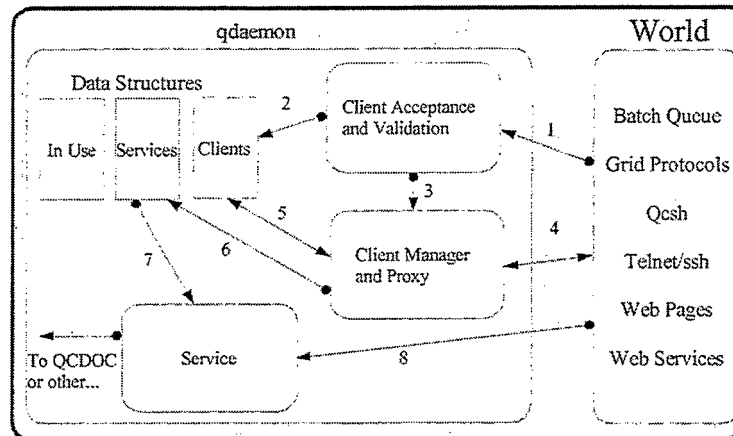 qdaemon
World
Data Structures
In Use
Services
Clients
2
Client Acceptance
and Validation
1
3
5
6
4
7
Client Manager
and Proxy
Service
8
To QCDOC
or other...
Batch Queue
Grid Protocols
Qcsh
Telnet/ssh
Web Pages
Web Services